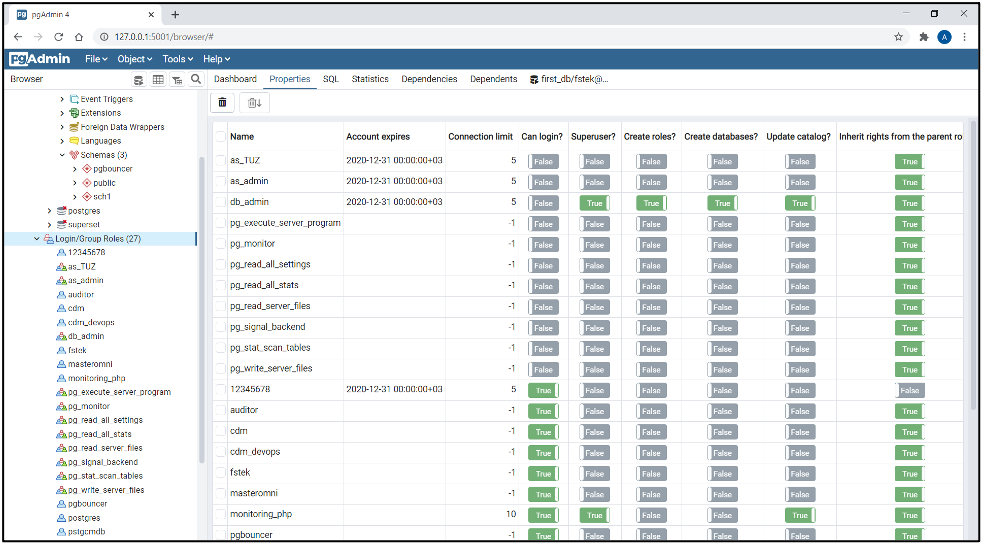 pgAdmin 4
127.0.0.1:5001/browser/#
A
pgAdmin File Object Tools Help
Browser
Dashboard Properties SQL Statistics Dependencies Dependents first_db/fstek@...
Event Triggers
Extensions
Foreign Data Wrappers
Languages
Schemas (3)
pgbouncer
public
sch1
postgres
superset
Login/Group Roles (27)
12345678
as_TUZ
as_admin
auditor
cdm
cdm_devops
db_admin
fstek
masteromni
monitoring_php
pg_execute_server_program
pg_monitor
pg_read_all_settings
pg_read_all_stats
pg_read_server_files
pg_signal_backend
pg_stat_scan_tables
pg_write_server_files
pgbouncer
postgres
pstgcmdb
Name Account expires Connection limit Can login? Superuser? Create roles? Create databases? Update catalog? Inherit rights from the parent ro
as_TUZ 2020-12-31 00:00:00+03 5 False False False False False True
as_admin 2020-12-31 00:00:00+03 5 False False False False False True
db_admin -1 False True True True True True
pg_execute_server_program -1 False False False False False True
pg_monitor -1 False False False False False True
pg_read_all_settings -1 False False False False False True
pg_read_all_stats -1 False False False False False True
pg_read_server_files -1 False False False False False True
pg_signal_backend -1 False False False False False True
pg_stat_scan_tables -1 False False False False False True
pg_write_server_files -1 False False False False False True
12345678 2020-12-31 00:00:00+03 5 True False False False False False
auditor -1 True False False False False True
cdm -1 True False False False False True
cdm_devops -1 True False False False False True
fstek -1 True False False False False True
masteromni -1 True False False False False True
monitoring_php 10 True True False False True True
pgbouncer -1 True False False False False True